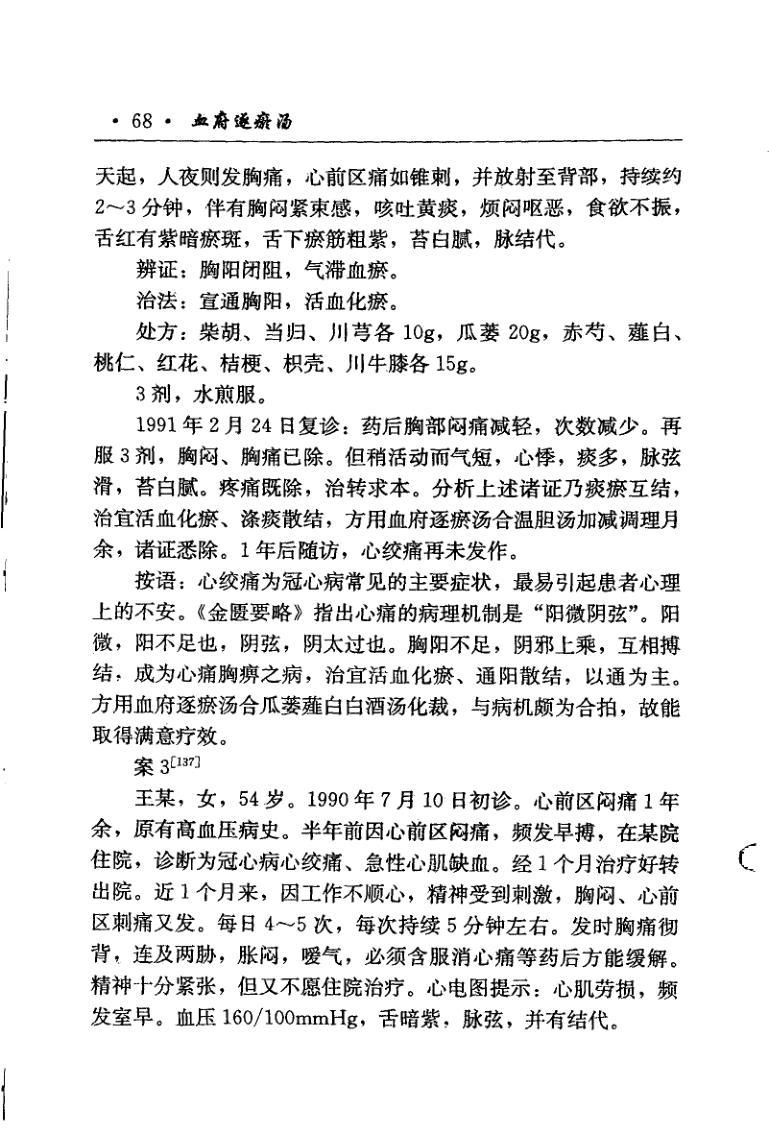 · 68 · 血府逐瘀汤
天起，人夜则发胸痛，心前区痛如锥刺，并放射至背部，持续约
2～3分钟，伴有胸闷紧束感，咳吐黄痰，烦闷呕恶，食欲不振，
舌红有紫暗瘀斑，舌下瘀筋粗紫，苔白腻，脉结代。
辨证：胸阳闭阻，气滞血瘀。
治法：宣通胸阳，活血化瘀。
处方：柴胡、当归、川芎各 10g，瓜蒌 20g，赤芍、薤白、
桃仁、红花、桔梗、枳壳、川牛膝各 15g。
3 剂，水煎服。
1991 年 2 月 24 日复诊：药后胸部闷痛减轻，次数减少。再
服 3 剂，胸闷、胸痛已除。但稍活动而气短，心悸，痰多，脉弦
滑，苔白腻。疼痛既除，治转求本。分析上述诸证乃痰瘀互结，
治宜活血化瘀、涤痰散结，方用血府逐瘀汤合温胆汤加减调理月
余，诸证悉除。1 年后随访，心绞痛再未发作。
按语：心绞痛为冠心病常见的主要症状，最易引起患者心理
上的不安。《金匮要略》指出心痛的病理机制是“阳微阴弦”。阳
微，阳不足也，阴弦，阴太过也。胸阳不足，阴邪上乘，互相搏
结，成为心痛胸痹之病，治宜活血化瘀、通阳散结，以通为主。
方用血府逐瘀汤合瓜蒌薤白白酒汤化裁，与病机颇为合拍，故能
取得满意疗效。
案 3[137]
王某，女，54 岁。1990 年 7 月 10 日初诊。心前区闷痛 1 年
余，原有高血压病史。半年前因心前区闷痛，频发早搏，在某院
住院，诊断为冠心病心绞痛、急性心肌缺血。经 1 个月治疗好转
出院。近 1 个月来，因工作不顺心，精神受到刺激，胸闷、心前
区刺痛又发。每日 4～5 次，每次持续 5 分钟左右。发时胸痛彻
背，连及两胁，胀闷，嗳气，必须含服消心痛等药后方能缓解。
精神十分紧张，但又不愿住院治疗。心电图提示：心肌劳损，频
发室早。血压 160/100mmHg，舌暗紫，脉弦，并有结代。